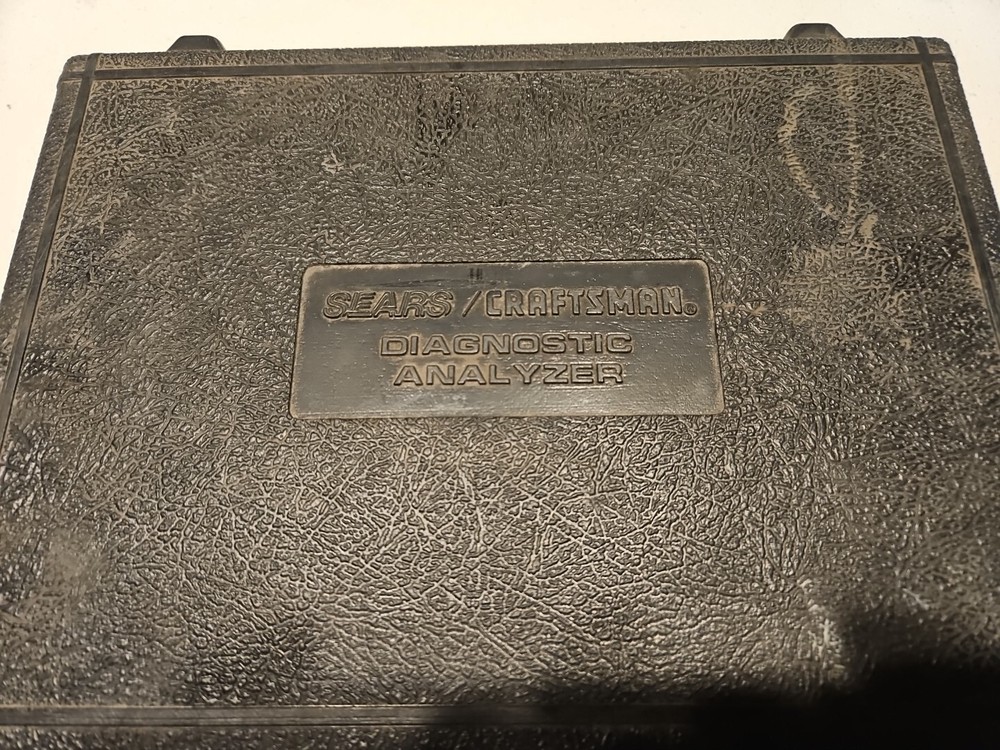 SEARS / CRAFTSMAN®
DIAGNOSTIC
ANALYZER